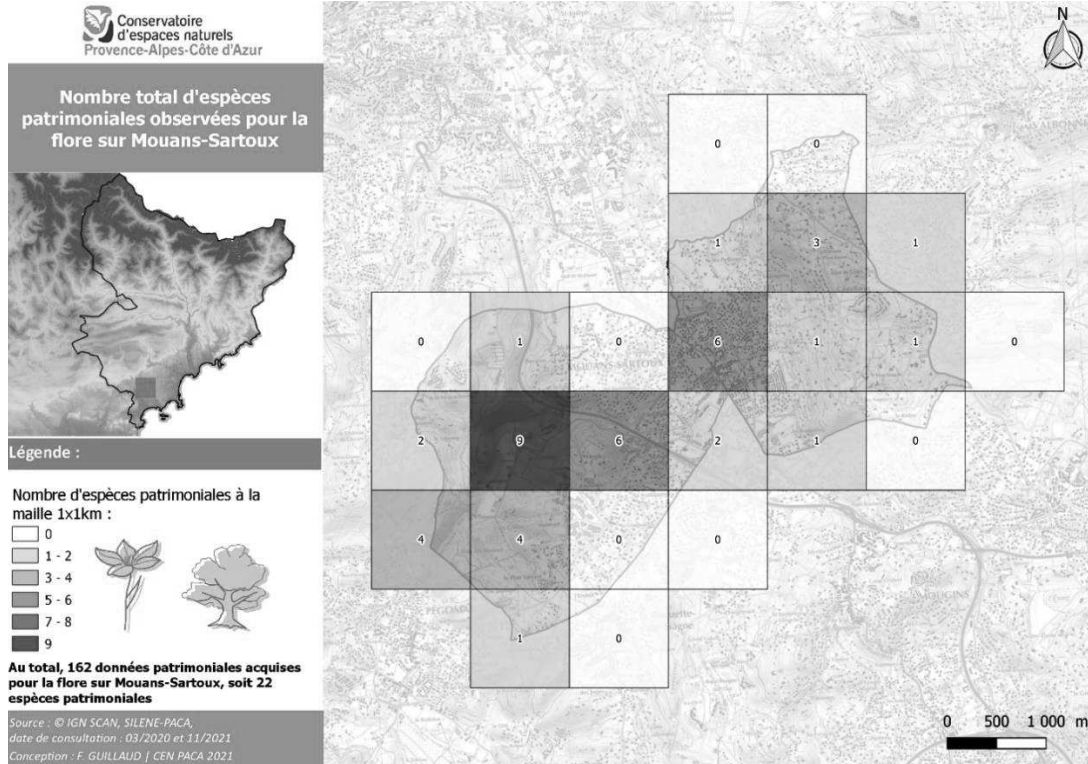 Conservatoire
d'espaces naturels
Provence-Alpes-Côte d'Azur
Nombre total d'espèces
patrimoniales observées pour la
flore sur Mouans-Sartoux
Légende :
Nombre d'espèces patrimoniales à la
maille 1x1km :
0
1 - 2
3 - 4
5 - 6
7 - 8
9
Au total, 162 données patrimoniales acquises
pour la flore sur Mouans-Sartoux, soit 22
espèces patrimoniales
Source : © IGN SCAN, SILENE-PACA,
date de consultation : 03/2020 et 11/2021
Conception : F. GUILLAUD | CEN PACA 2021
N
0 0
1 3 1
0 1 0 6 1 1 0
MOUANS-SARTOUX
2 9 6 2 1 0
4 4 0 0
MOUGINS
1 0
0 500 1 000 m